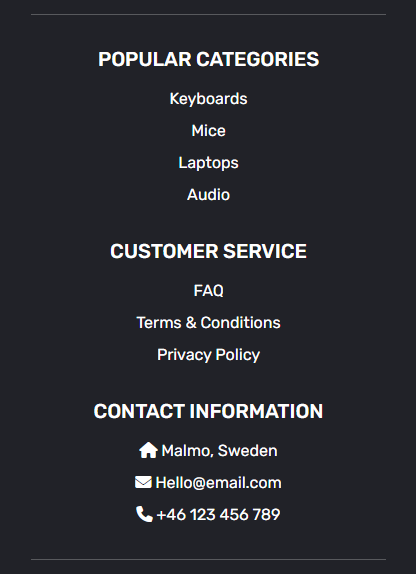 POPULAR CATEGORIES
Keyboards
Mice
Laptops
Audio
CUSTOMER SERVICE
FAQ
Terms & Conditions
Privacy Policy
CONTACT INFORMATION
Malmo, Sweden
Hello@email.com
+46 123 456 789